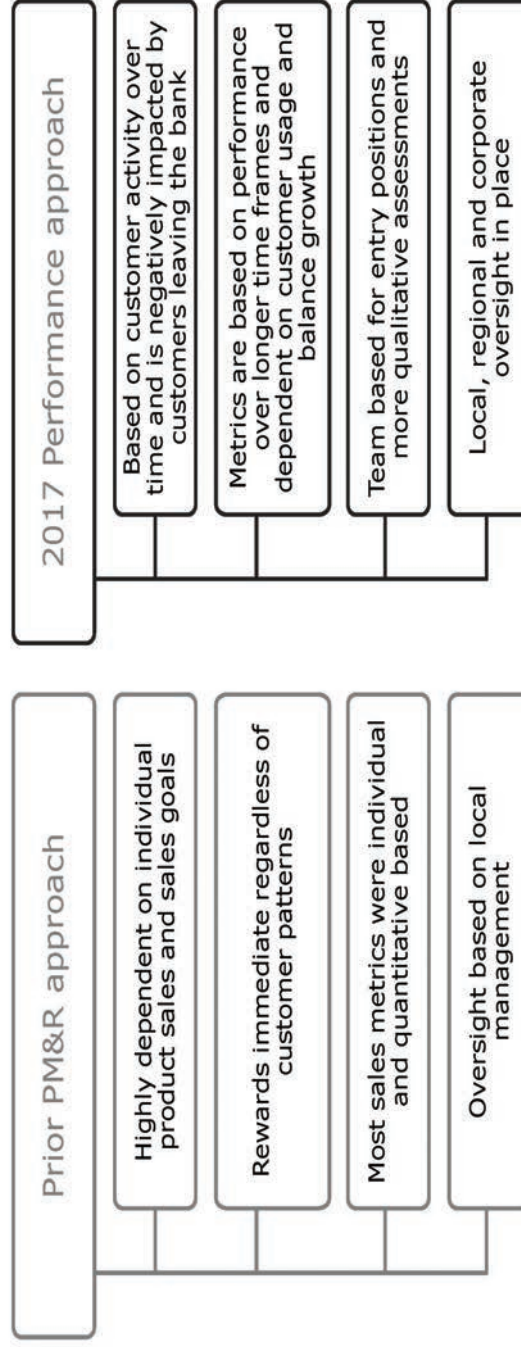 Prior PM&R approach
Highly dependent on individual
product sales and sales goals
Rewards immediate regardless of
customer patterns
Most sales metrics were individual
and quantitative based
Oversight based on local
management
2017 Performance approach
Based on customer activity over
time and is negatively impacted by
customers leaving the bank
Metrics are based on performance
over longer time frames and
dependent on customer usage and
balance growth
Team based for entry positions and
more qualitative assessments
Local, regional and corporate
oversight in place